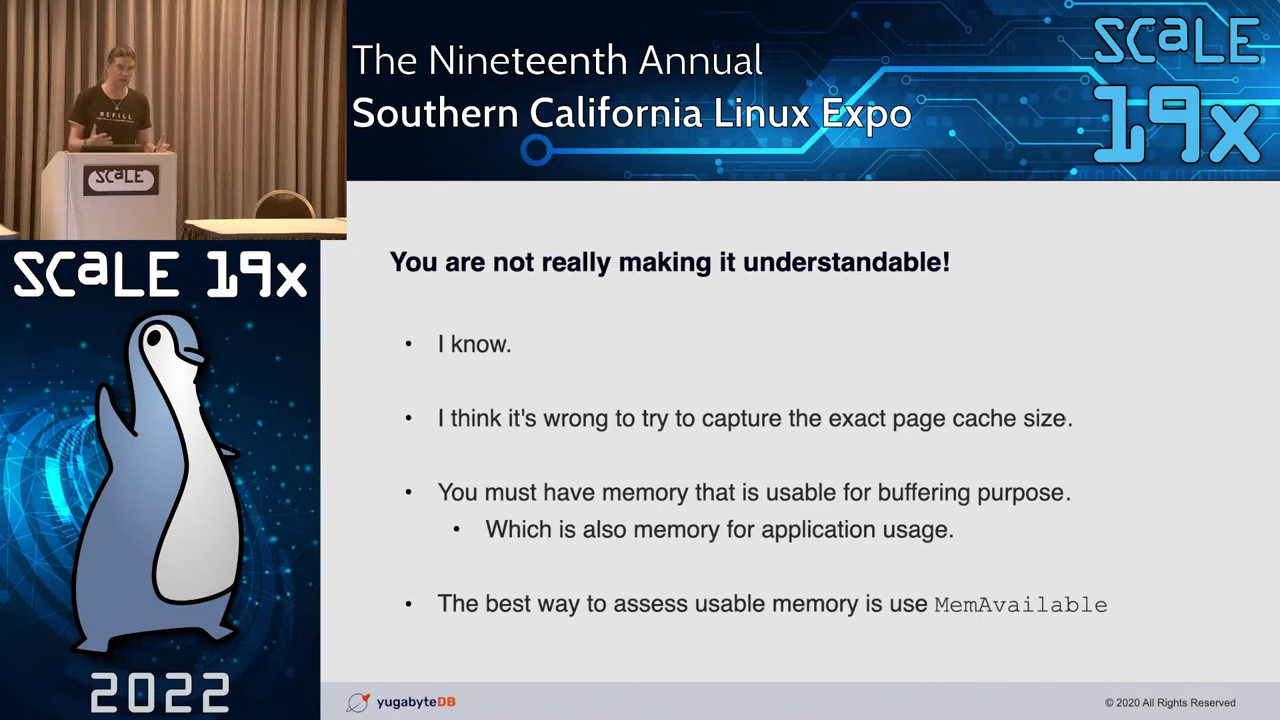 The Nineteenth Annual
Southern California Linux Expo
SCaLE
19x
REFILL
SCaLE
SCaLE 19x
2022
You are not really making it understandable!
• I know.
• I think it's wrong to try to capture the exact page cache size.
• You must have memory that is usable for buffering purpose.
• Which is also memory for application usage.
• The best way to assess usable memory is use MemAvailable
yugabyteDB
© 2020 All Rights Reserved